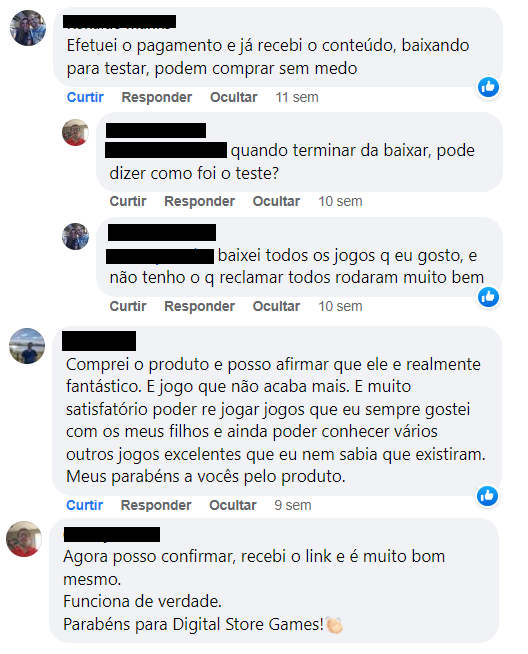 Efetuei o pagamento e já recebi o conteúdo, baixando
para testar, podem comprar sem medo
Curtir Responder Ocultar 11 sem
quando terminar da baixar, pode
dizer como foi o teste?
Curtir Responder Ocultar 10 sem
baixei todos os jogos q eu gosto, e
não tenho o q reclamar todos rodaram muito bem
Curtir Responder Ocultar 10 sem
Comprei o produto e posso afirmar que ele e realmente
fantástico. E jogo que não acaba mais. E muito
satisfatório poder re jogar jogos que eu sempre gostei
com os meus filhos e ainda poder conhecer vários
outros jogos excelentes que eu nem sabia que existiram.
Meus parabéns a vocês pelo produto.
Curtir Responder Ocultar 9 sem
Agora posso confirmar, recebi o link e é muito bom
mesmo.
Funciona de verdade.
Parabéns para Digital Store Games!👏🏻